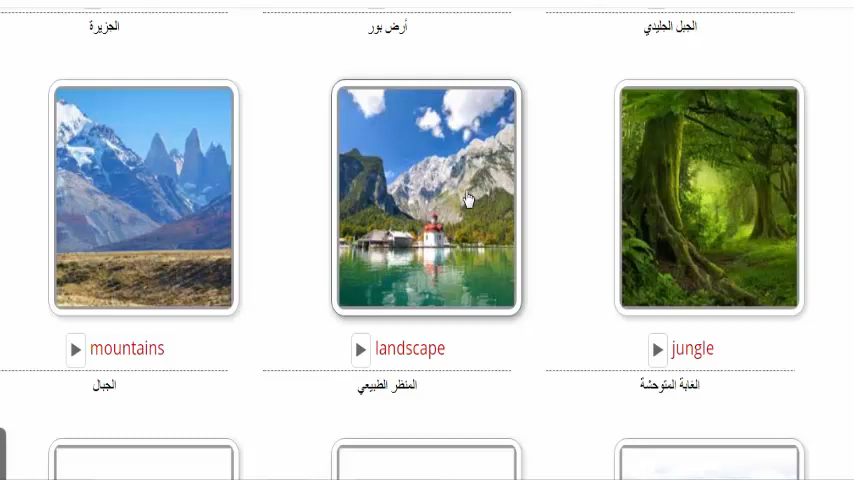 الجزيرة
أرض بور
الجبل الجليدي
mountains
landscape
jungle
الجبال
المنظر الطبيعي
الغابة المتوحشة